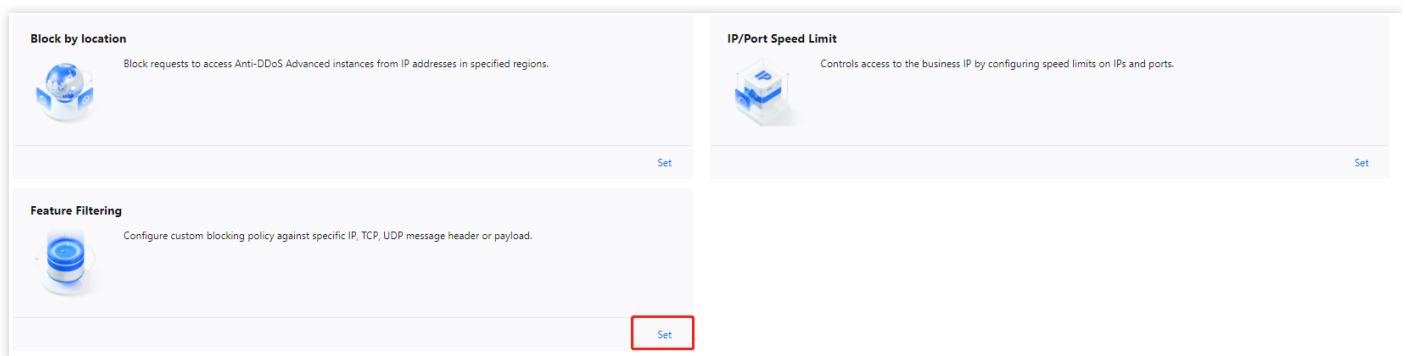 Block by location
Block requests to access Anti-DDoS Advanced instances from IP addresses in specified regions.
Set
IP/Port Speed Limit
Controls access to the business IP by configuring speed limits on IPs and ports.
IP
Set
Feature Filtering
Configure custom blocking policy against specific IP, TCP, UDP message header or payload.
Set